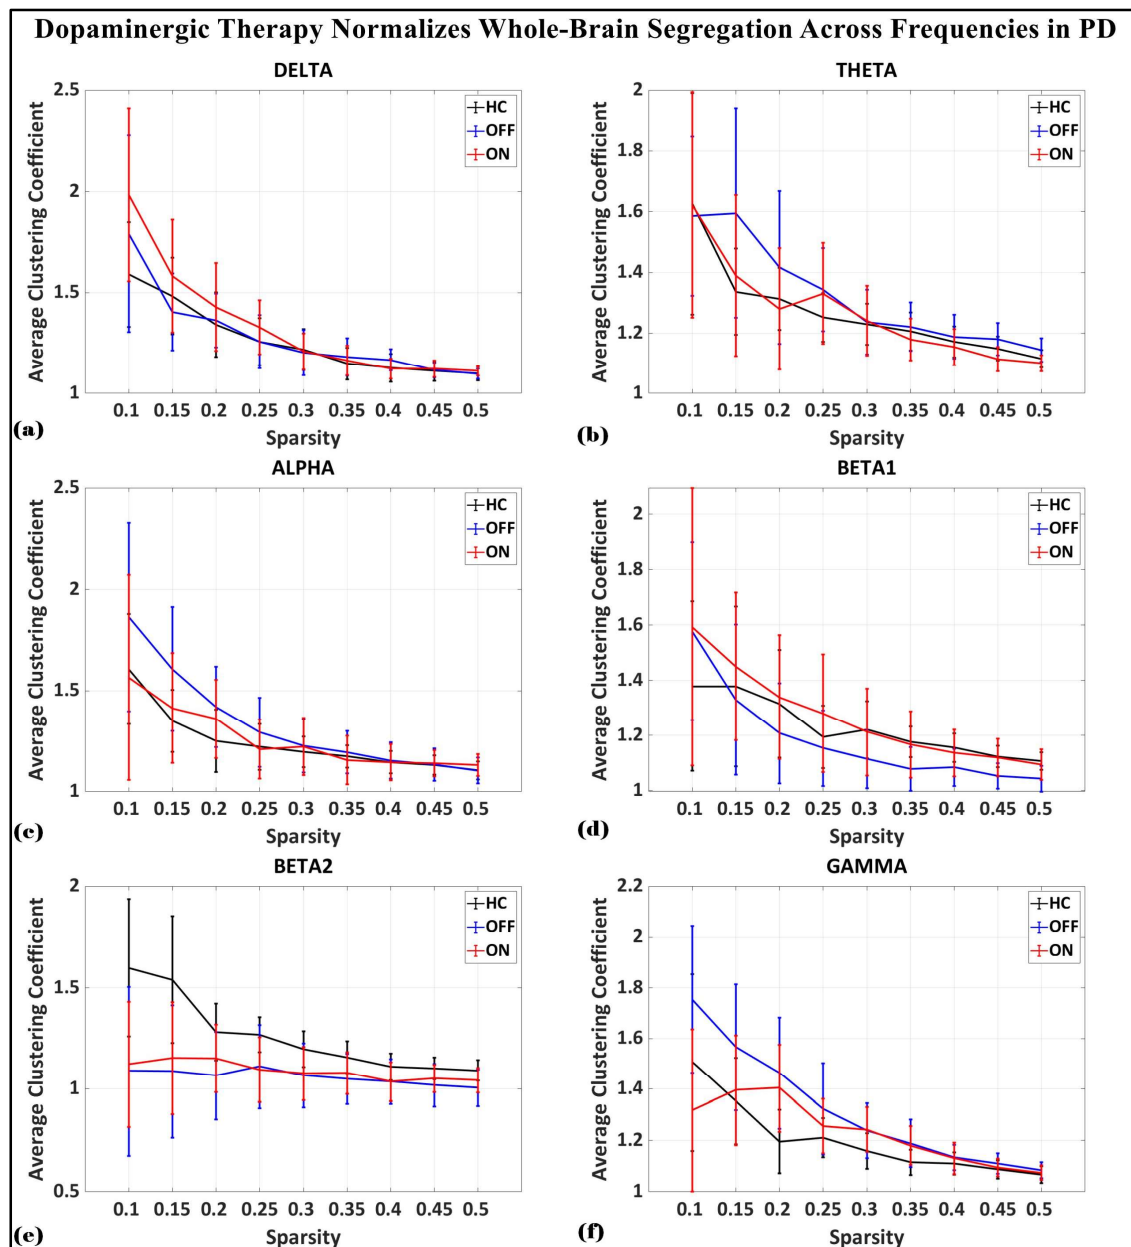 Dopaminergic Therapy Normalizes Whole-Brain Segregation Across Frequencies in PD
DELTA
Average Clustering Coefficient
2.5
2
1.5
1
HC
OFF
ON
0.1 0.15 0.2 0.25 0.3 0.35 0.4 0.45 0.5
Sparsity
(a)
THETA
Average Clustering Coefficient
2
1.8
1.6
1.4
1.2
1
HC
OFF
ON
0.1 0.15 0.2 0.25 0.3 0.35 0.4 0.45 0.5
Sparsity
(b)
ALPHA
Average Clustering Coefficient
2.5
2
1.5
1
HC
OFF
ON
0.1 0.15 0.2 0.25 0.3 0.35 0.4 0.45 0.5
Sparsity
(c)
BETA1
Average Clustering Coefficient
2
1.8
1.6
1.4
1.2
1
HC
OFF
ON
0.1 0.15 0.2 0.25 0.3 0.35 0.4 0.45 0.5
Sparsity
(d)
BETA2
Average Clustering Coefficient
2
1.5
1
0.5
HC
OFF
ON
0.1 0.15 0.2 0.25 0.3 0.35 0.4 0.45 0.5
Sparsity
(e)
GAMMA
Average Clustering Coefficient
2.2
2
1.8
1.6
1.4
1.2
1
HC
OFF
ON
0.1 0.15 0.2 0.25 0.3 0.35 0.4 0.45 0.5
Sparsity
(f)